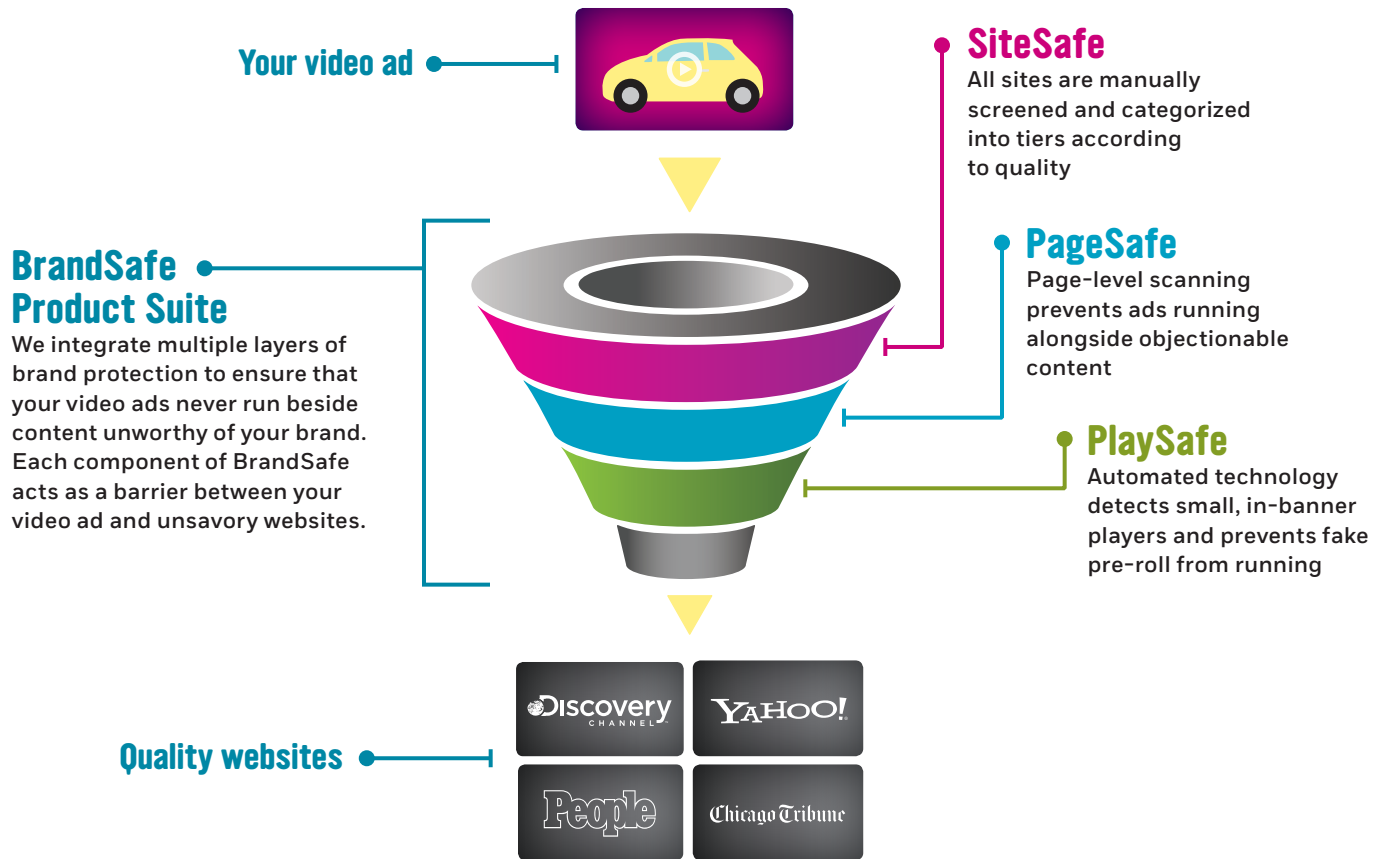 Your video ad
SiteSafe
All sites are manually
screened and categorized
into tiers according
to quality
BrandSafe
Product Suite
We integrate multiple layers of
brand protection to ensure that
your video ads never run beside
content unworthy of your brand.
Each component of BrandSafe
acts as a barrier between your
video ad and unsavory websites.
PageSafe
Page-level scanning
prevents ads running
alongside objectionable
content
PlaySafe
Automated technology
detects small, in-banner
players and prevents fake
pre-roll from running
Quality websites
Discovery
CHANNEL
YAHOO!
People
Chicago Tribune